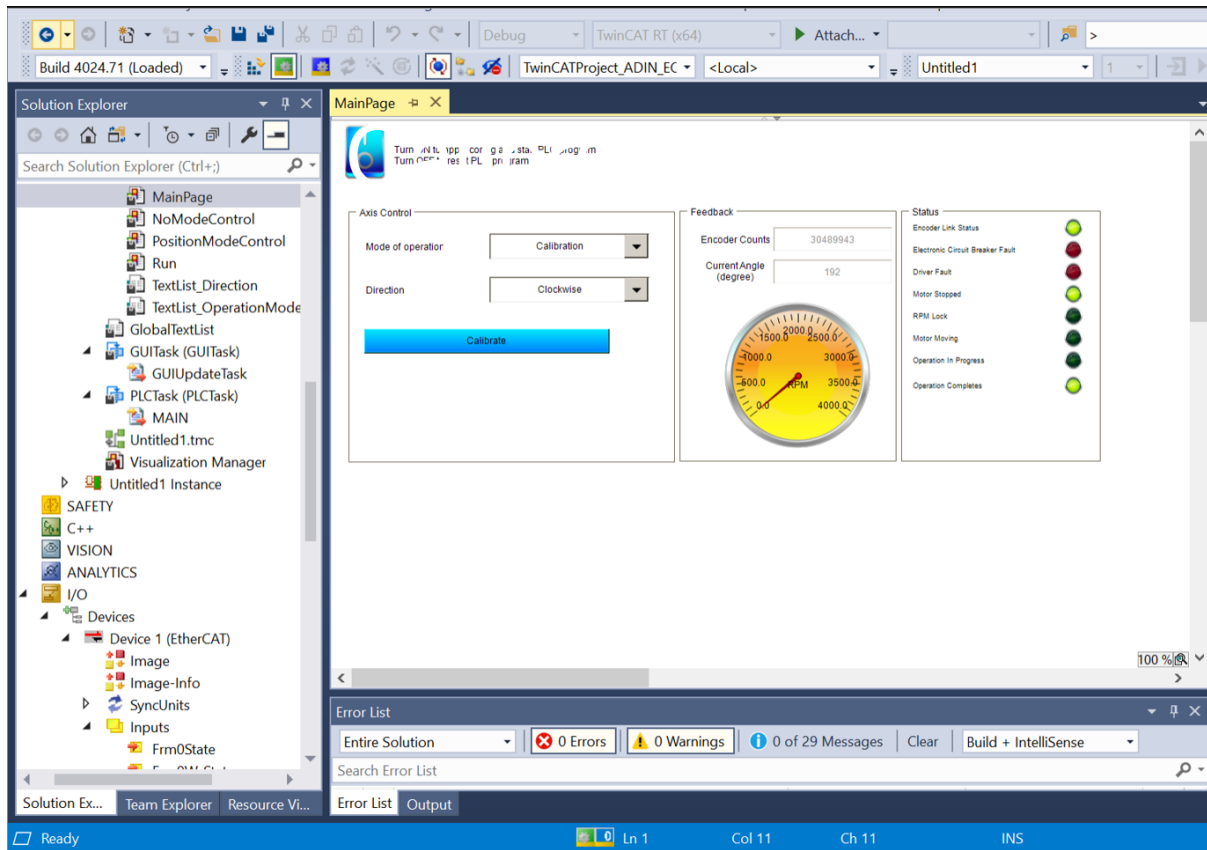 Debug
TwinCAT RT (x64)
Attach...
>
Build 4024.71 (Loaded)
TwinCATProject_ADIN_EC
<Local>
Untitled1
1
Solution Explorer
Search Solution Explorer (Ctrl+;)
MainPage
NoModeControl
PositionModeControl
Run
TextList_Direction
TextList_OperationMode
GlobalTextList
GUITask (GUITask)
GUIUpdateTask
PLCTask (PLCTask)
MAIN
Untitled1.tmc
Visualization Manager
Untitled1 Instance
SAFETY
C++
VISION
ANALYTICS
I/O
Devices
Device 1 (EtherCAT)
Image
Image-Info
SyncUnits
Inputs
Frm0State
Solution Ex...
Team Explorer
Resource Vi...
MainPage
Turn
Turn
Axis Control
Mode of operation
Calibration
Direction
Clockwise
Calibrate
Feedback
Encoder Counts
30489943
Current Angle
(degree)
192
0.0
500.0
1000.0
1500.0
2000.0
2500.0
3000.0
3500.0
4000.0
RPM
Status
Encoder Link Status
Electronic Circuit Breaker Fault
Driver Fault
Motor Stopped
RPM Lock
Motor Moving
Operation In Progress
Operation Completes
100 %
Error List
Entire Solution
0 Errors
0 Warnings
0 of 29 Messages
Clear
Build + IntelliSense
Search Error List
Error List
Output
Ready
0
Ln 1
Col 11
Ch 11
INS